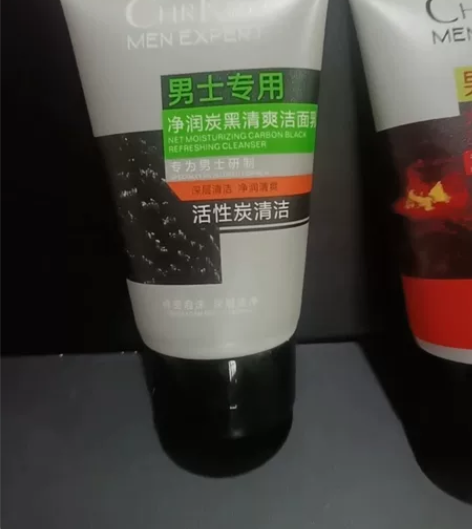 MEN EXPERT
男士专用
净润炭黑清爽洁面乳
NET MOISTURIZING CARBON BLACK
REFRESHING CLEANSER
专为男士研制
深层清洁 净润清爽
活性炭清洁
MEN